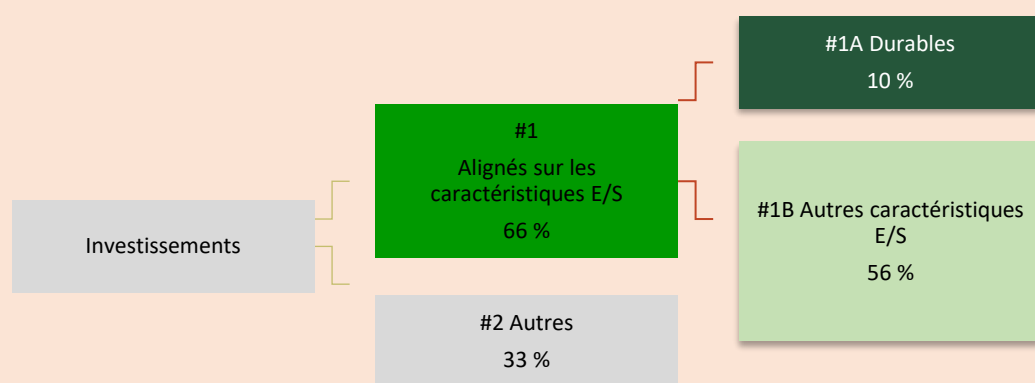 Investissements
#1
Alignés sur les
caractéristiques E/S
66 %
#2 Autres
33 %
#1A Durables
10 %
#1B Autres caractéristiques
E/S
56 %